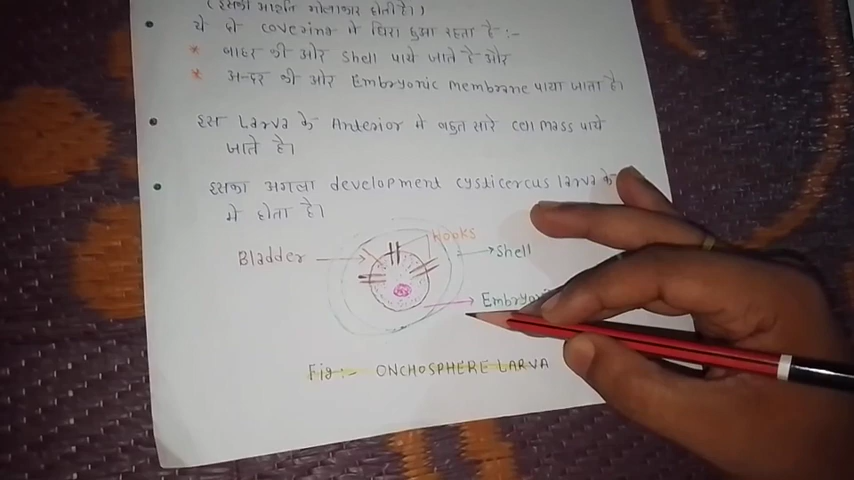 (इसका आकार गोलाकार होती है।)
ये दो covering से घिरा हुआ रहता है :-
* बाहर की ओर shell पाये जाते है और
* अन्दर की ओर Embryonic membrane पाया जाता है।
इस Larva के Anterior में बहुत सारे cell mass पाये
जाते है।
इसका अगला development cysticercus larva के
में होता है।
Hooks
Bladder
Shell
Fig:- ONCHOSPHERE LARVA